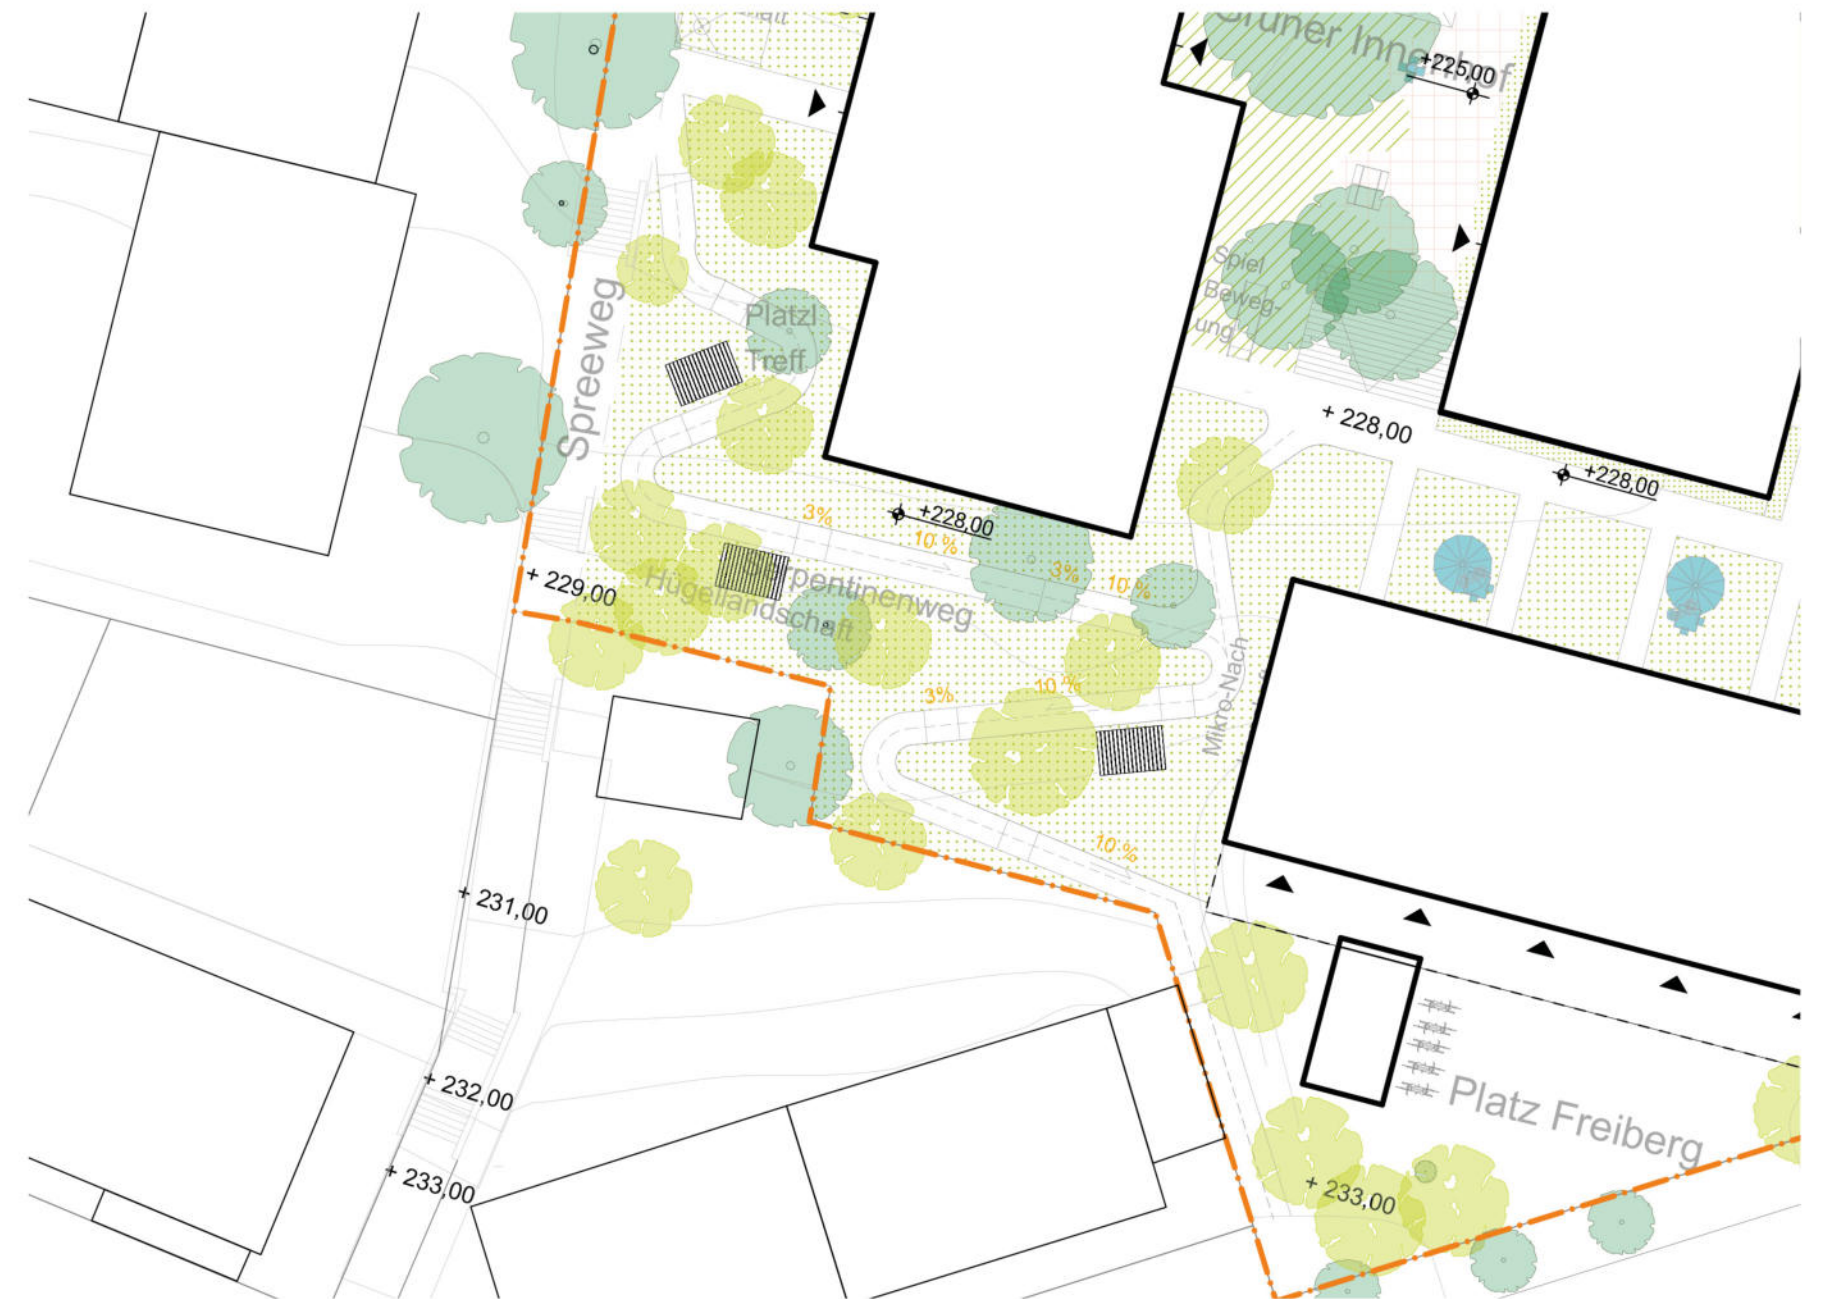 Grüner Innenhof
+225,00
Spiel
Beweg-
ung
Spreeweg
Platzl
Treff
+ 228,00
+228,00
+228,00
3%
10 %
3%
10 %
+ 229,00
Serpentinenweg
Hügellandschaft
Mikro-Nach
3%
10 %
10 %
+ 231,00
+ 232,00
+ 233,00
Platz Freiberg
+ 233,00